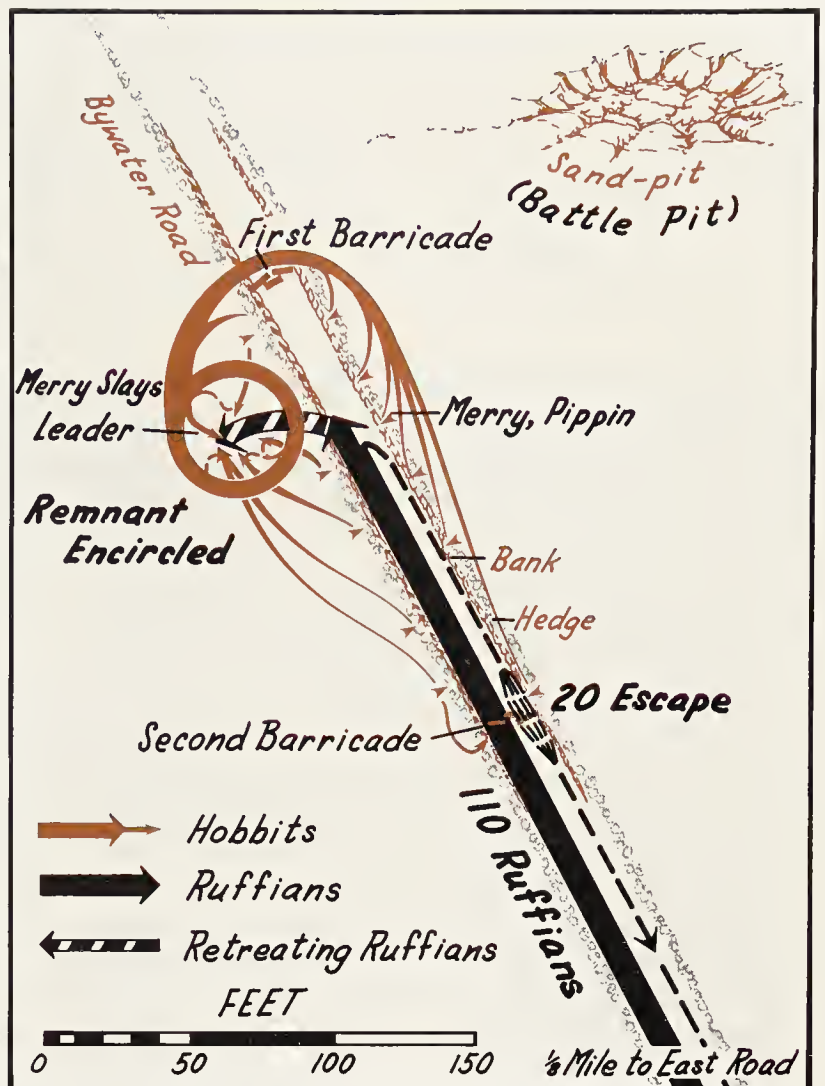 Bywater Road
Sand-pit
(Battle Pit)
First Barricade
Merry Slays
Leader
Merry, Pippin
Remnant
Encircled
Bank
Hedge
20 Escape
Second Barricade
110 Ruffians
Hobbits
Ruffians
Retreating Ruffians
FEET
0 50 100 150
⅛ Mile to East Road